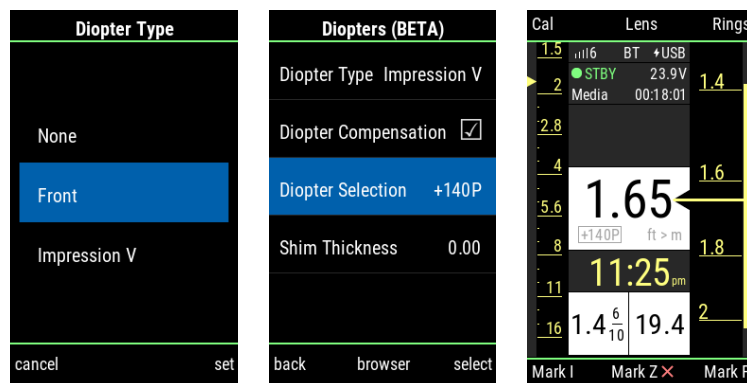 Diopter Type
None
Front
Impression V
cancel set
Diopters (BETA)
Diopter Type Impression V
Diopter Compensation
Diopter Selection +140P
Shim Thickness 0.00
back browser select
Cal Lens Rings
1.5
2
2.8
4
5.6
8
11
16
6 BT USB
STBY 23.9V
Media 00:18:01
1.65
+140P ft > m
11:25 pm
1.4 6/10 19.4
1.4
1.6
1.8
2
Mark I Mark Z Mark